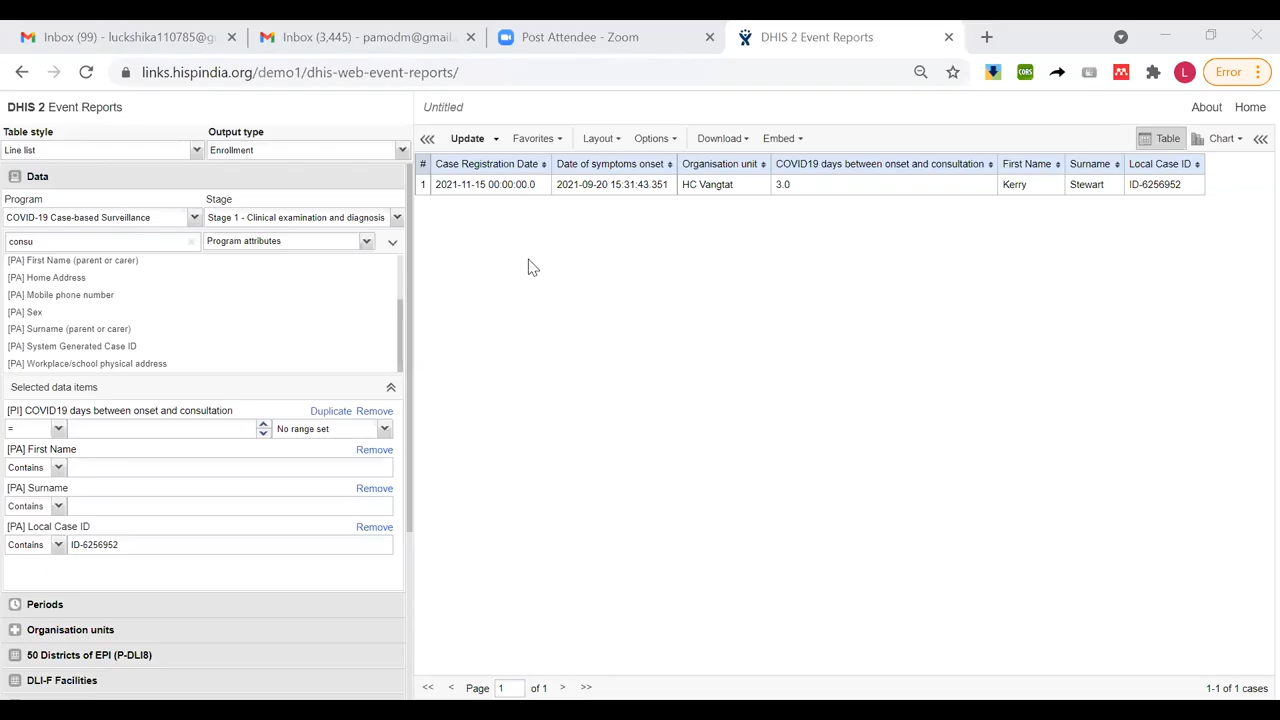 Inbox (99) - luckshika110785@g
Inbox (3,445) - pamodm@gmail.
Post Attendee - Zoom
DHIS 2 Event Reports
links.hispindia.org/demo1/dhis-web-event-reports/
CORS
L
Error
DHIS 2 Event Reports
Untitled
About
Home
Table style
Output type
Line list
Enrollment
Update
Favorites
Layout
Options
Download
Embed
Table
Chart
Data
Program
Stage
COVID-19 Case-based Surveillance
Stage 1 - Clinical examination and diagnosis
consu
Program attributes
[PA] First Name (parent or carer)
[PA] Home Address
[PA] Mobile phone number
[PA] Sex
[PA] Surname (parent or carer)
[PA] System Generated Case ID
[PA] Workplace/school physical address
Selected data items
[PI] COVID19 days between onset and consultation Duplicate Remove
= No range set
[PA] First Name Remove
Contains
[PA] Surname Remove
Contains
[PA] Local Case ID Remove
Contains ID-6256952
Periods
Organisation units
50 Districts of EPI (P-DLI8)
DLI-F Facilities
# Case Registration Date Date of symptoms onset Organisation unit COVID19 days between onset and consultation First Name Surname Local Case ID
1 2021-11-15 00:00:00.0 2021-09-20 15:31:43.351 HC Vangtat 3.0 Kerry Stewart ID-6256952
<< < Page 1 of 1 > >>
1-1 of 1 cases